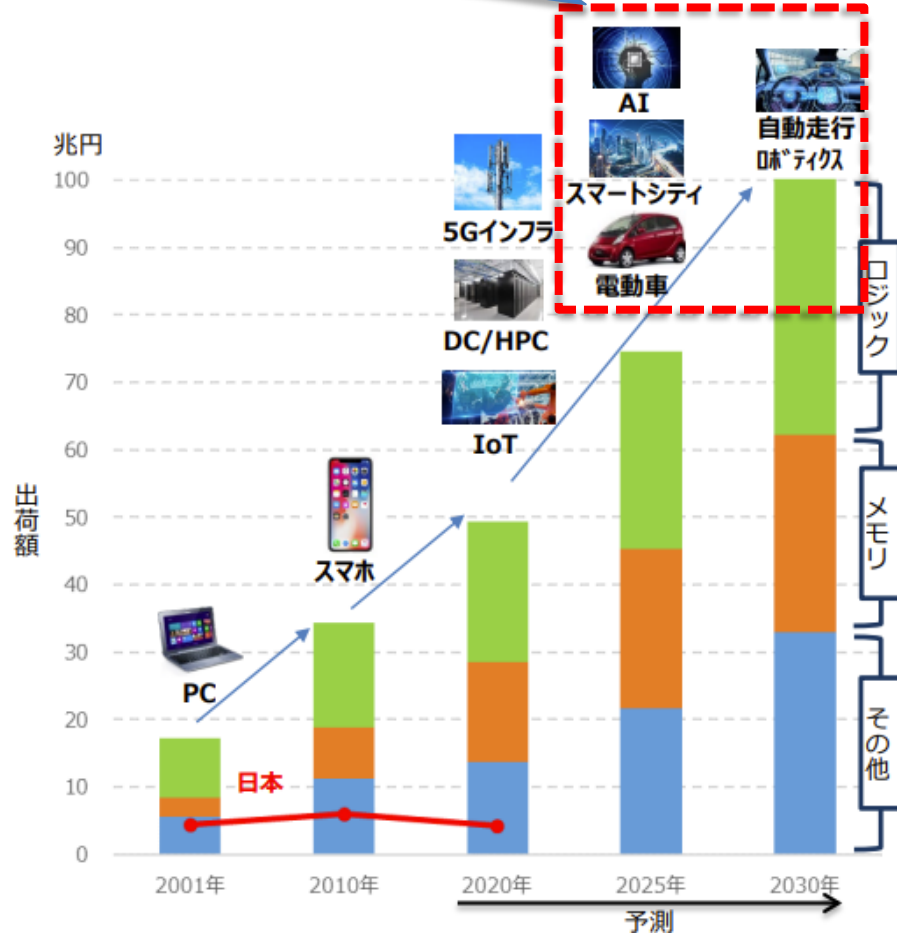 AI
自動走行
ﾛﾎﾞﾃｨｸｽ
兆円
100
スマートシティ
5Gインフラ
90
電動車
80
DC/HPC
70
IoT
60
50
スマホ
40
30
PC
20
10
日本
0
出荷額
ロジック
メモリ
その他
2001年
2010年
2020年
2025年
2030年
予測